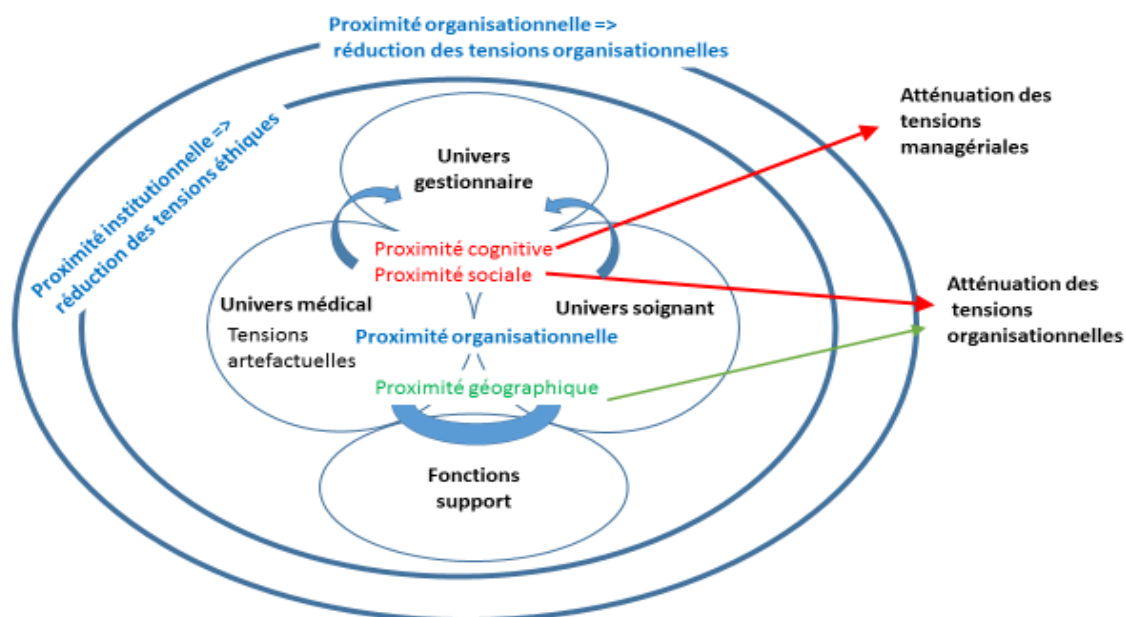 Proximité organisationnelle =>
réduction des tensions organisationnelles
Proximité institutionnelle =>
réduction des tensions éthiques
Atténuation des
tensions
managériales
Univers
gestionnaire
Proximité cognitive
Proximité sociale
Univers médical
Tensions
artefactuelles
Univers soignant
Atténuation des
tensions
organisationnelles
Proximité organisationnelle
Proximité géographique
Fonctions
support